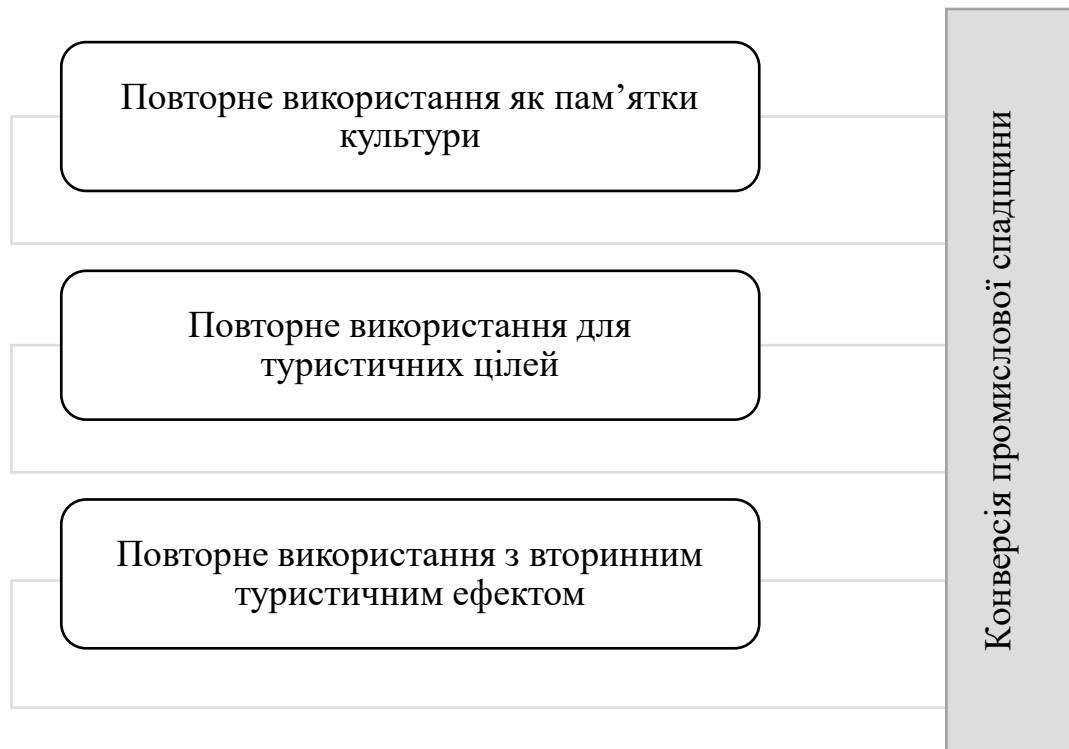 Повторне використання як пам’ятки
культури
Повторне використання для
туристичних цілей
Повторне використання з вторинним
туристичним ефектом
Конверсія промислової спадщини